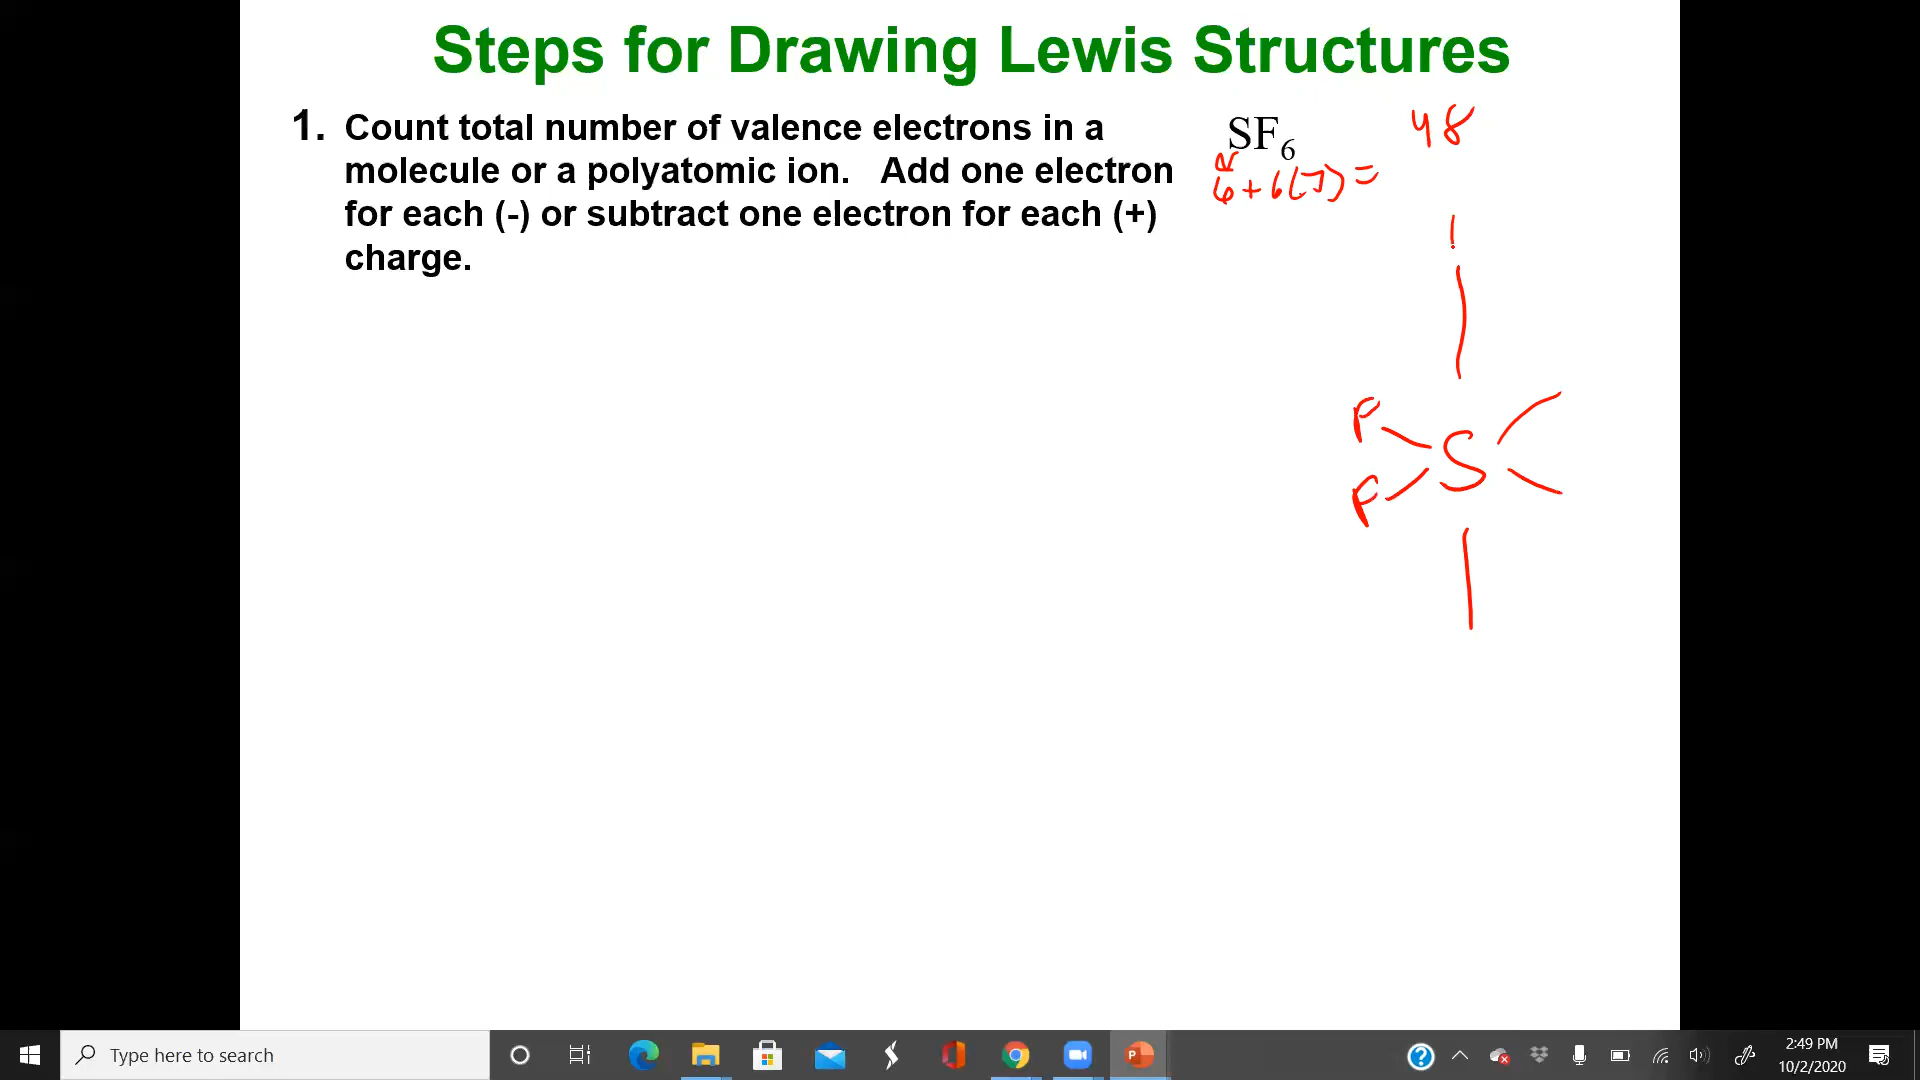 Steps for Drawing Lewis Structures
1. Count total number of valence electrons in a
molecule or a polyatomic ion. Add one electron
for each (-) or subtract one electron for each (+)
charge.
SF6
48
6+6(7)=
F
S
F
Type here to search
2:49 PM
10/2/2020